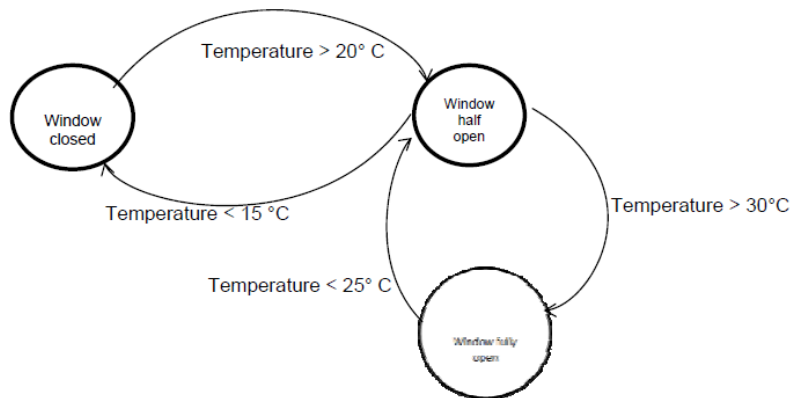 Temperature > 20° C
Window
closed
Window
half
open
Temperature < 15 °C
Temperature > 30°C
Temperature < 25° C
Window fully
open